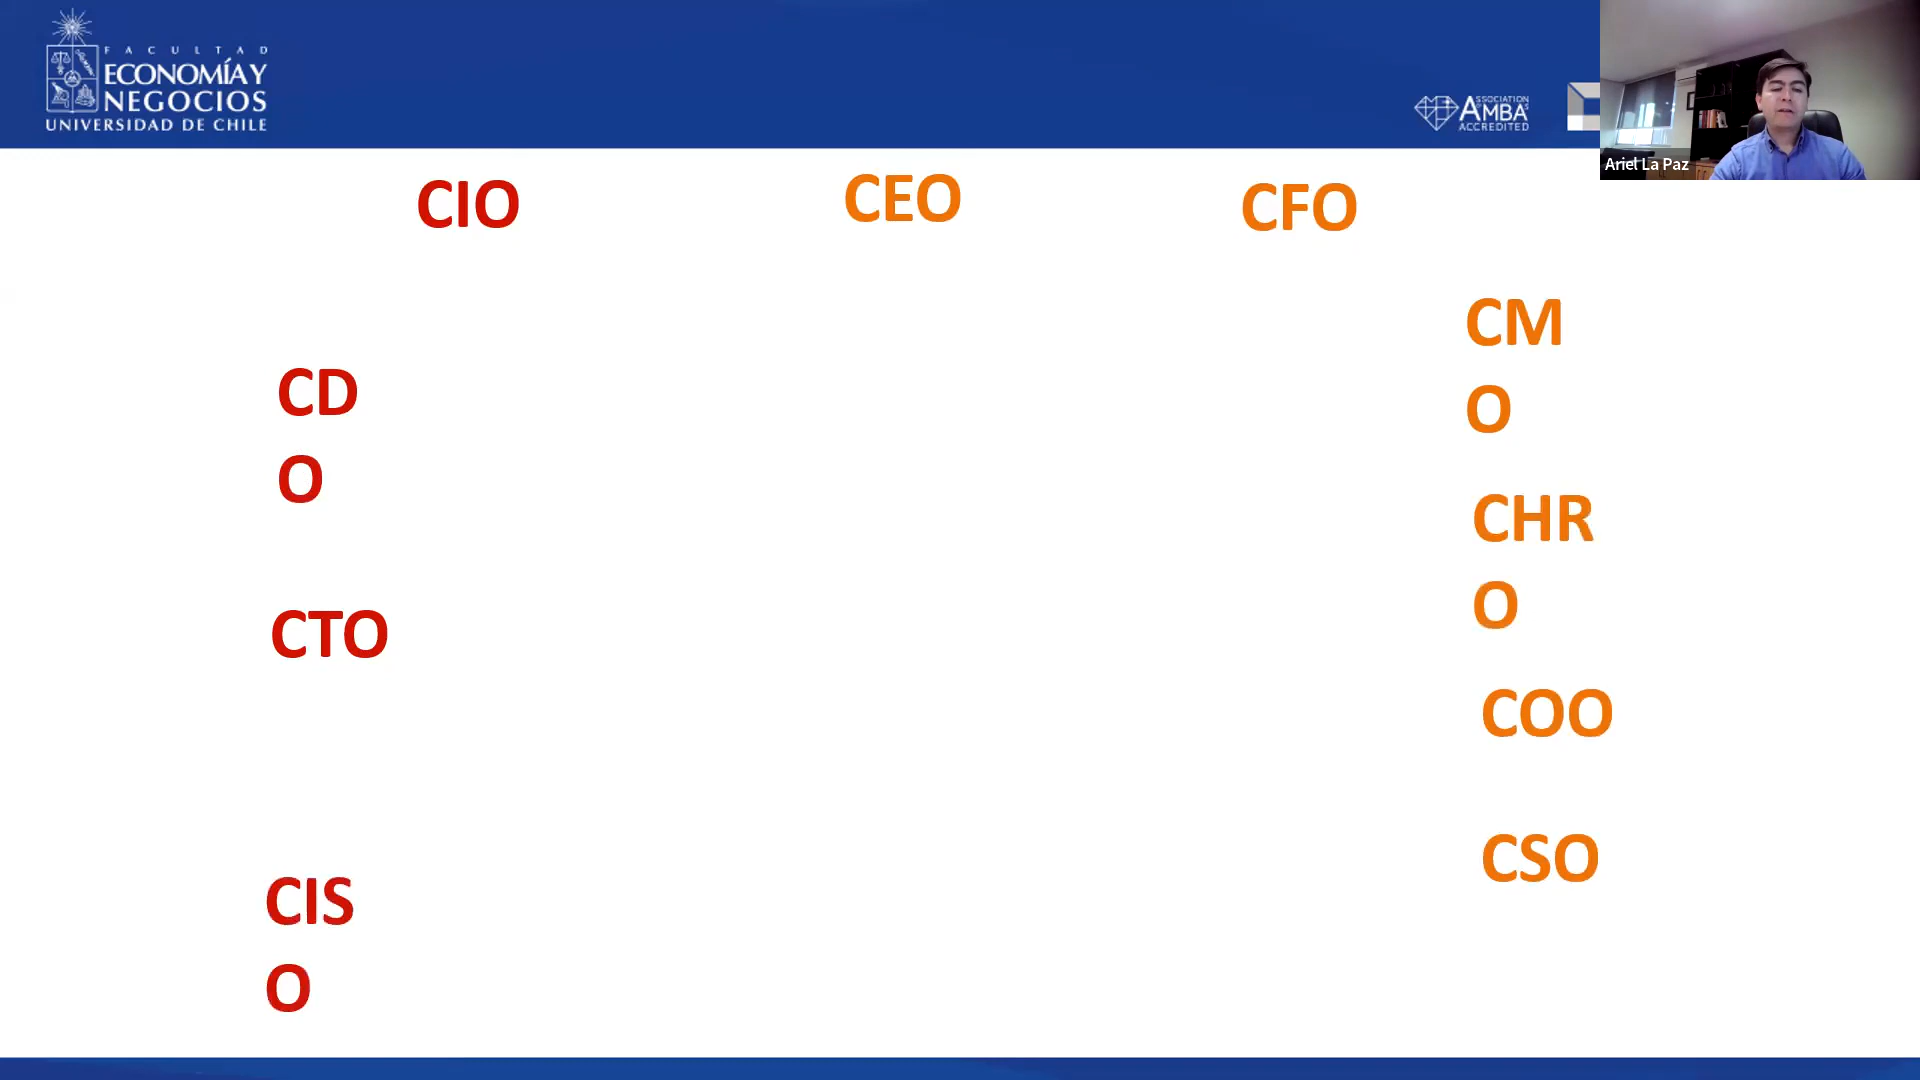 FACULTAD
ECONOMÍA Y
NEGOCIOS
UNIVERSIDAD DE CHILE
ASSOCIATION
AMBA
ACCREDITED
Ariel La Paz
CIO
CEO
CFO
CM
O
CD
O
CHR
O
CTO
COO
CSO
CIS
O